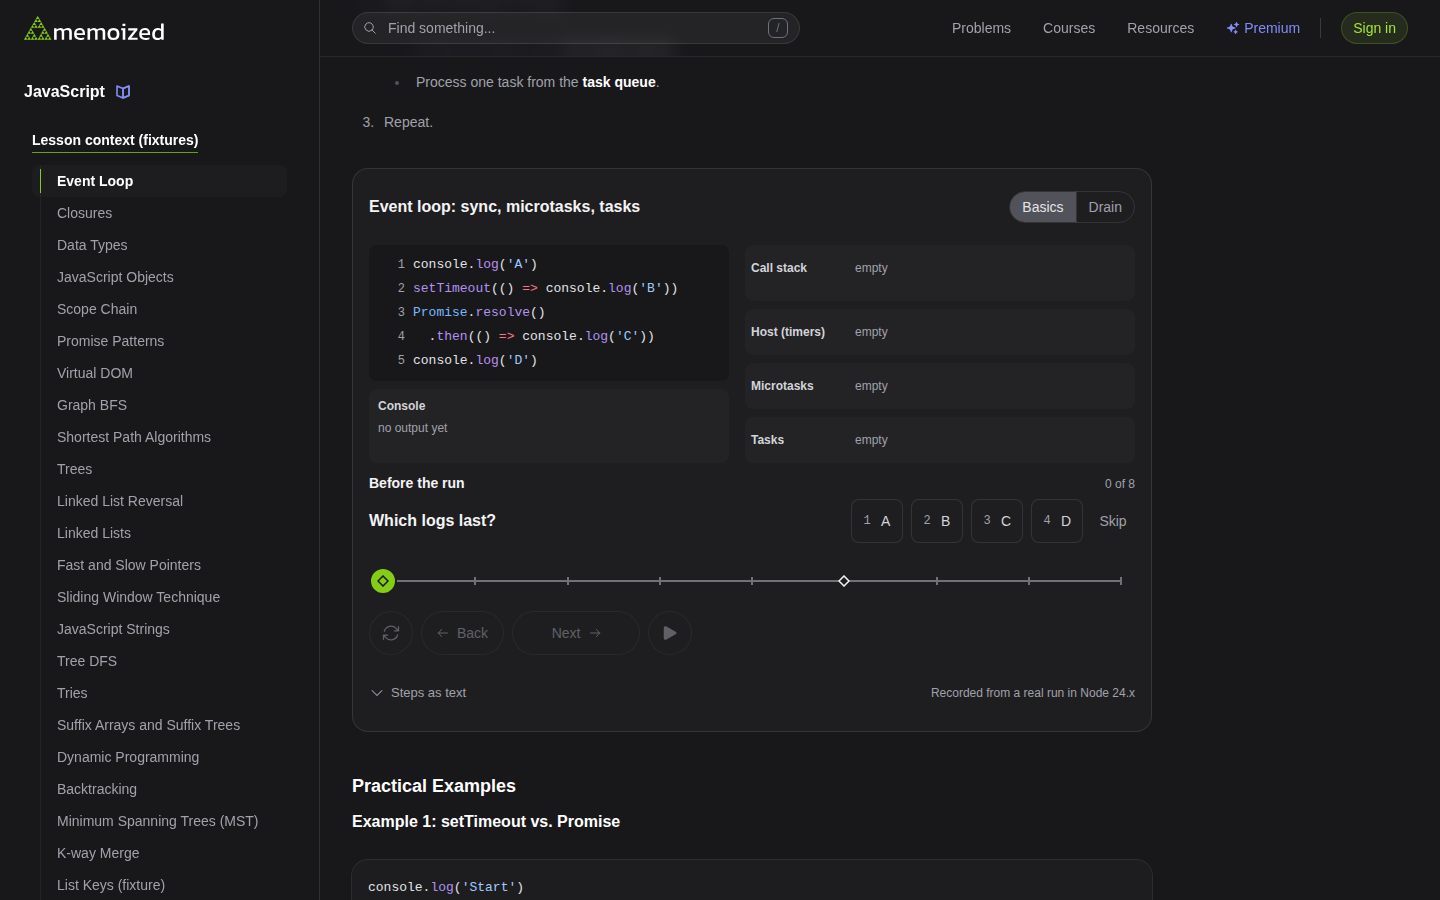 memoized
Find something...
/
Problems
Courses
Resources
Premium
Sign in
JavaScript
Lesson context (fixtures)
Event Loop
Closures
Data Types
JavaScript Objects
Scope Chain
Promise Patterns
Virtual DOM
Graph BFS
Shortest Path Algorithms
Trees
Linked List Reversal
Linked Lists
Fast and Slow Pointers
Sliding Window Technique
JavaScript Strings
Tree DFS
Tries
Suffix Arrays and Suffix Trees
Dynamic Programming
Backtracking
Minimum Spanning Trees (MST)
K-way Merge
List Keys (fixture)
Process one task from the task queue.
3. Repeat.
Event loop: sync, microtasks, tasks
Basics
Drain
1 console.log('A')
2 setTimeout(() => console.log('B'))
3 Promise.resolve()
4   .then(() => console.log('C'))
5 console.log('D')
Console
no output yet
Call stack empty
Host (timers) empty
Microtasks empty
Tasks empty
Before the run
0 of 8
Which logs last?
1 A
2 B
3 C
4 D
Skip
Back
Next
Steps as text
Recorded from a real run in Node 24.x
Practical Examples
Example 1: setTimeout vs. Promise
console.log('Start')